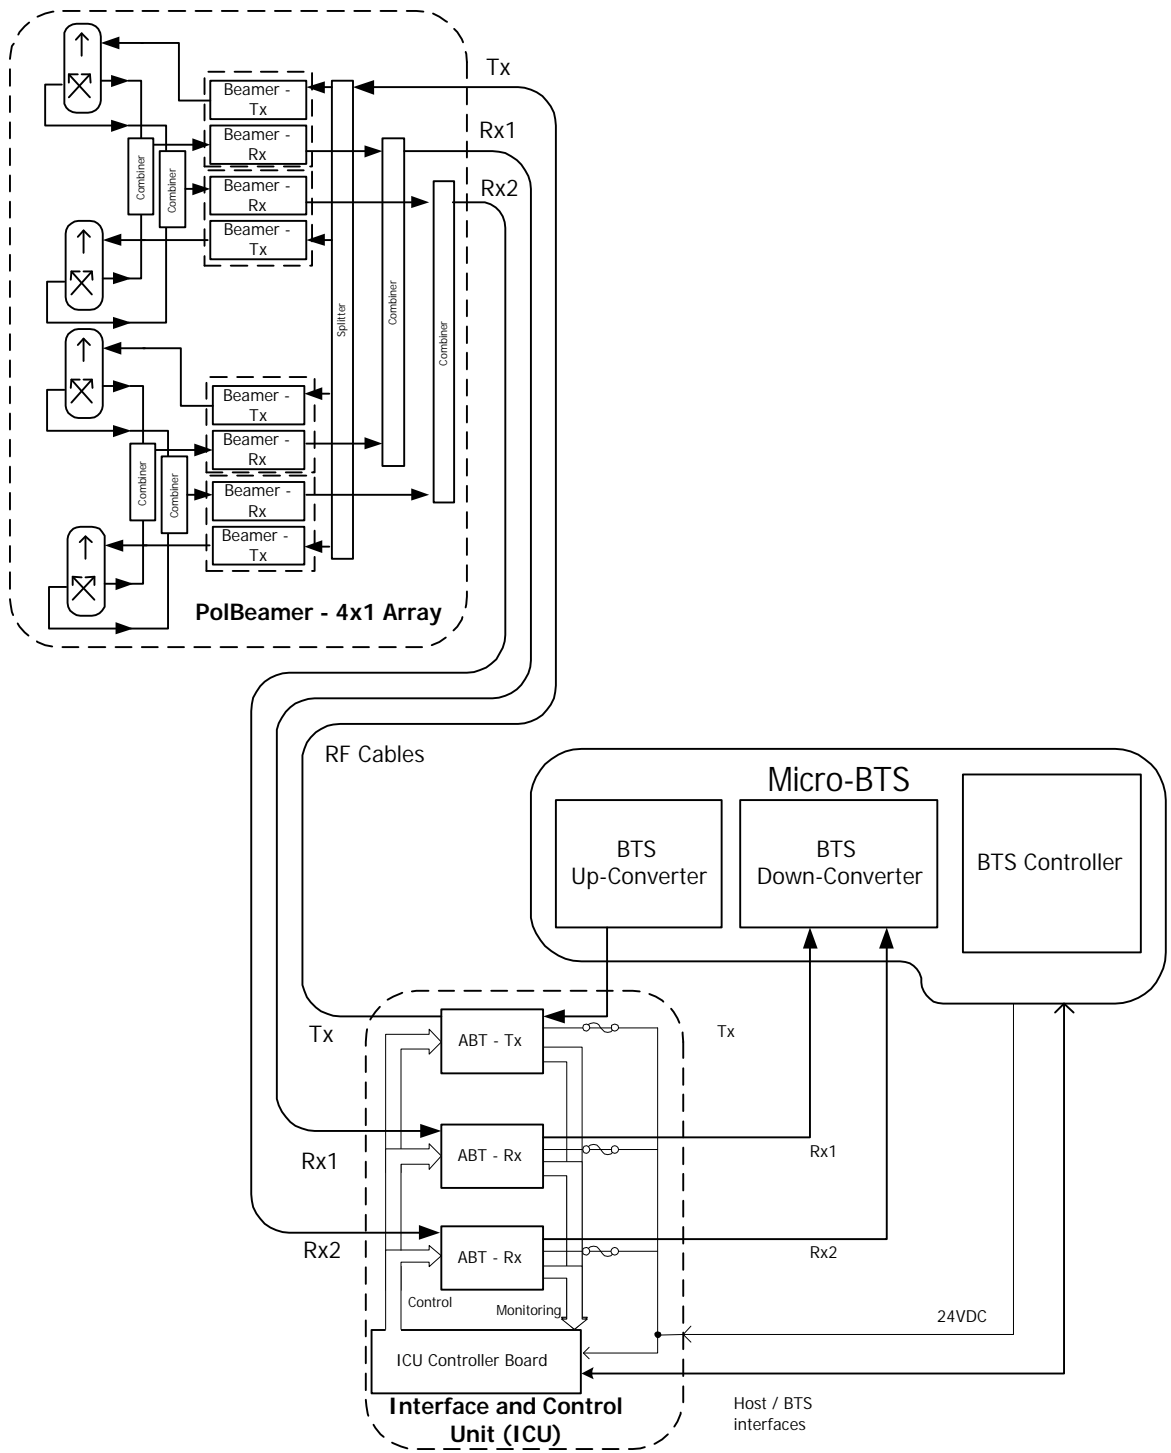 Tx
Beamer -
Tx
Rx1
Beamer -
Rx
Combiner
Combiner
Rx2
Beamer -
Rx
Beamer -
Tx
Splitter
Combiner
Combiner
Beamer -
Tx
Beamer -
Rx
Combiner
Combiner
Beamer -
Rx
Beamer -
Tx
PolBeamer - 4x1 Array
RF Cables
Micro-BTS
BTS
Up-Converter
BTS
Down-Converter
BTS Controller
Tx
ABT - Tx
Tx
Rx1
ABT - Rx
Rx1
Rx2
ABT - Rx
Rx2
Control
Monitoring
24VDC
ICU Controller Board
Interface and Control
Unit (ICU)
Host / BTS
interfaces